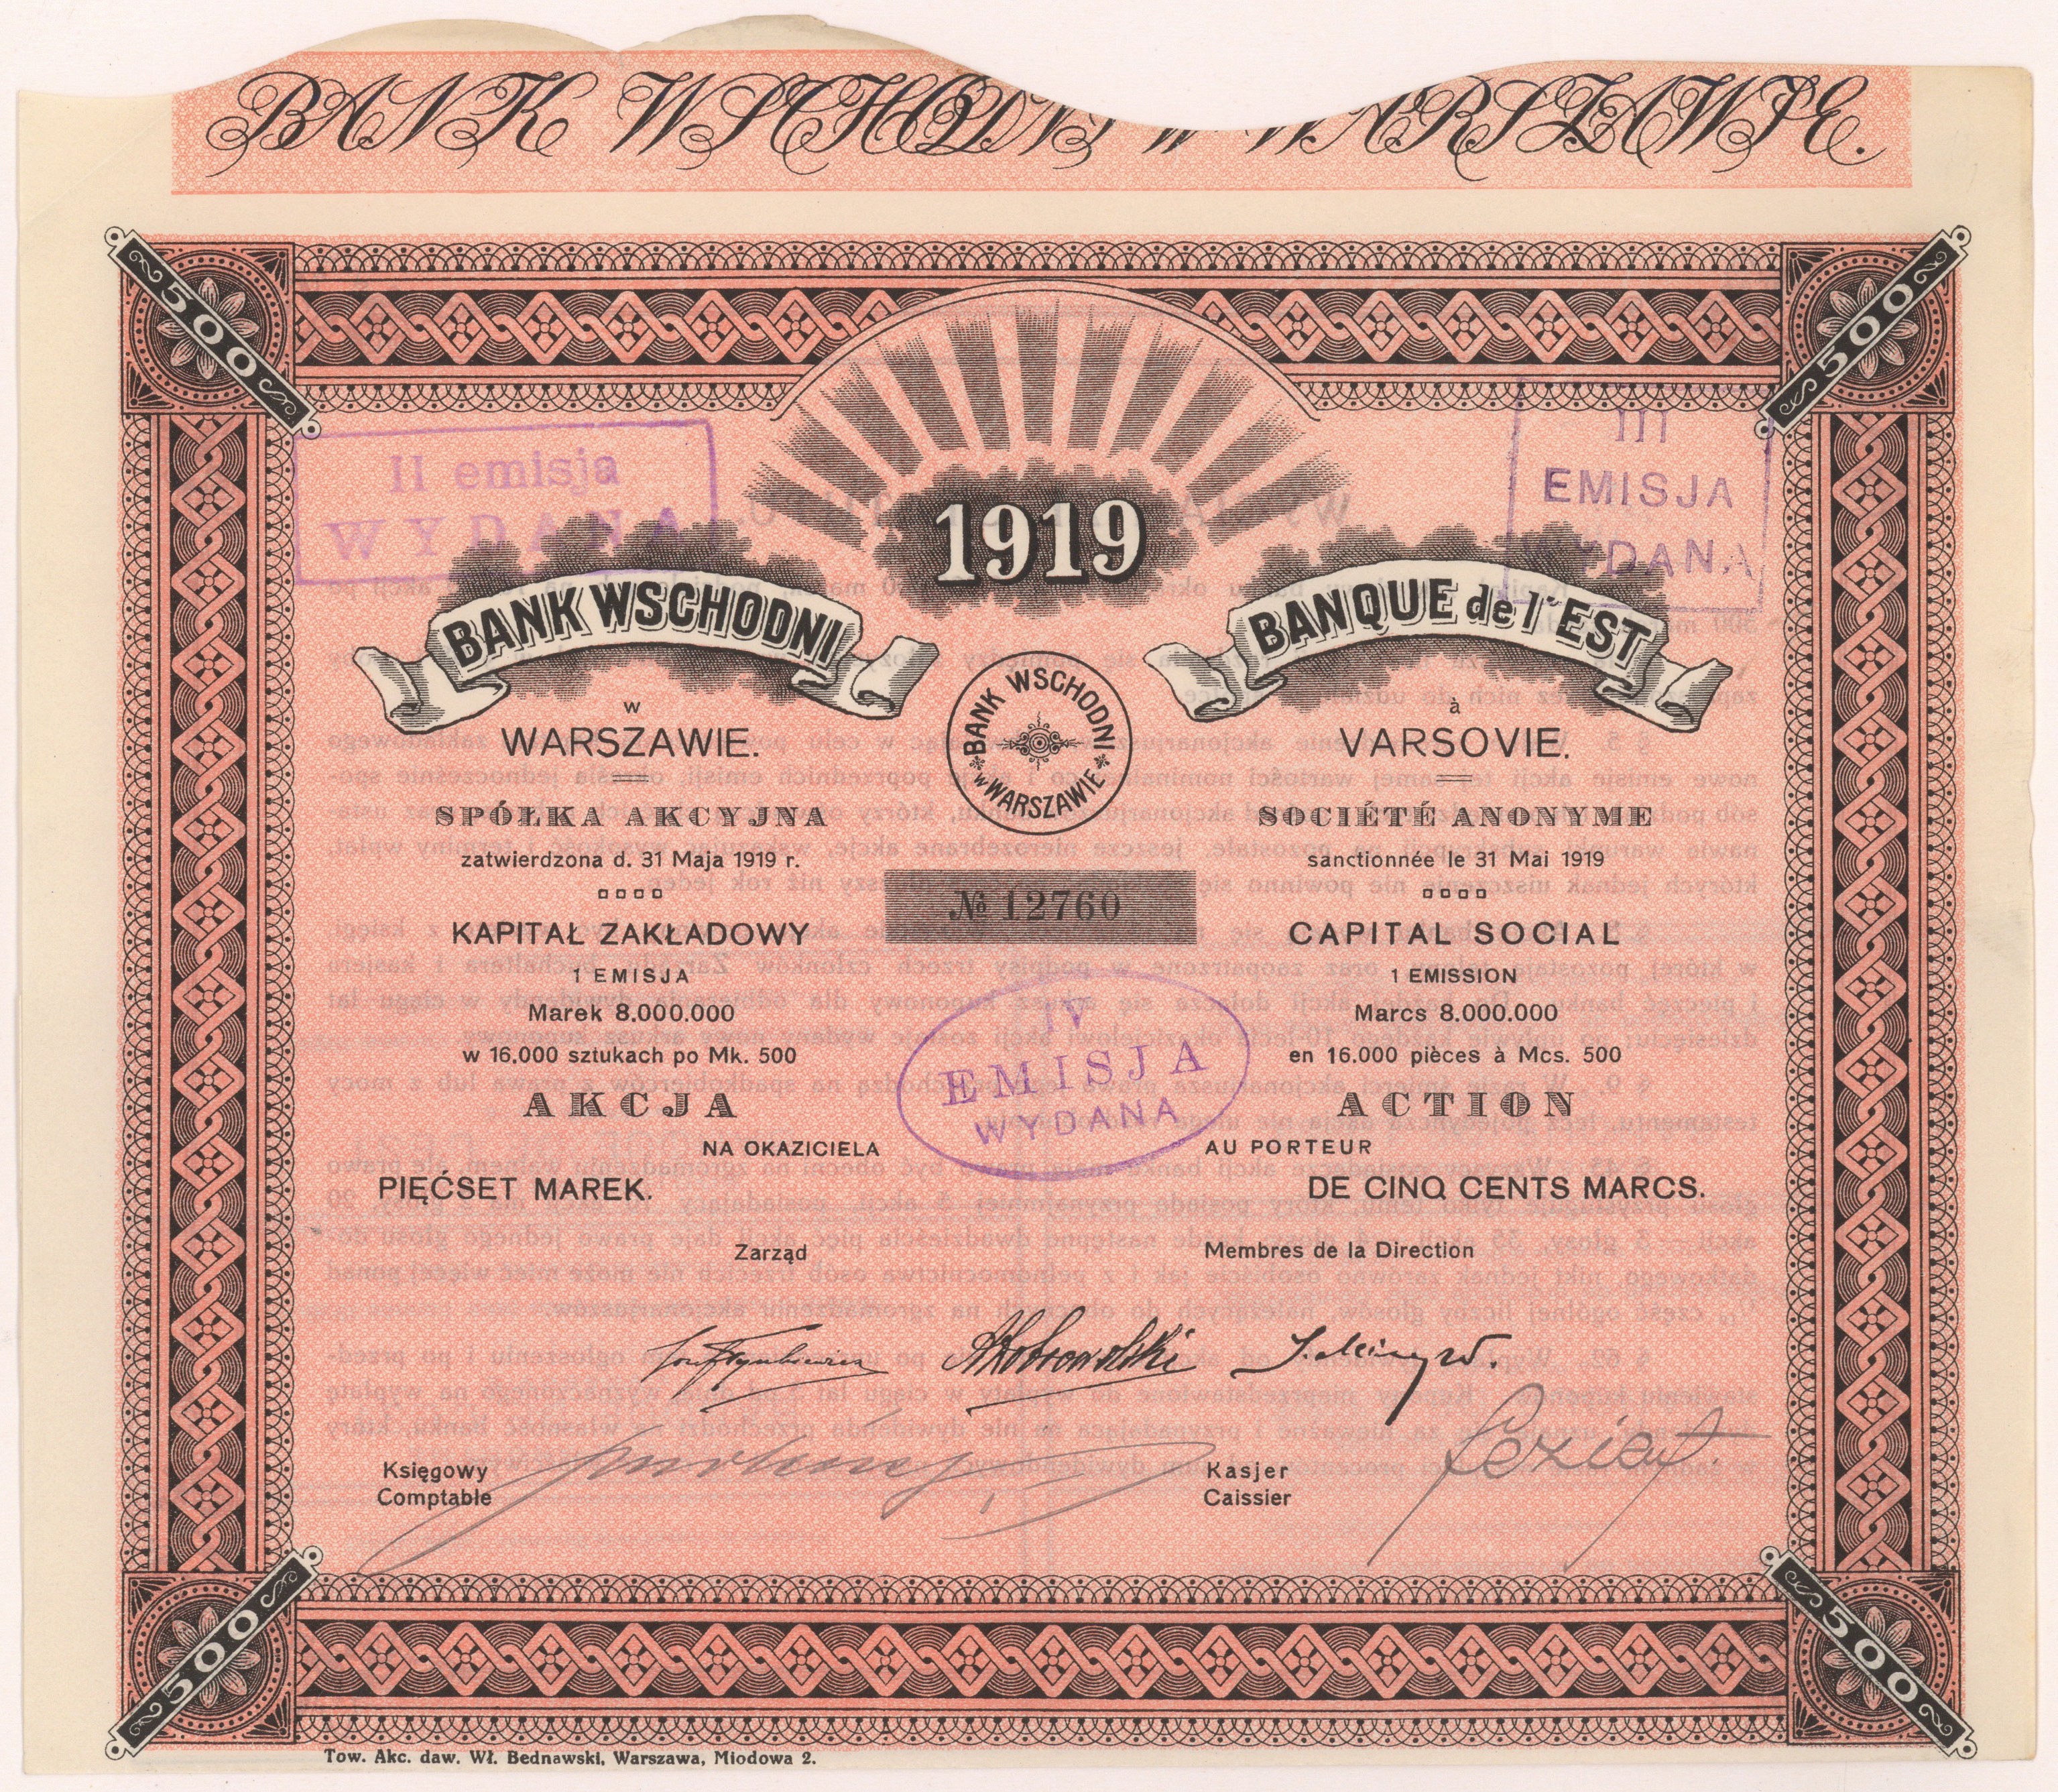 BANK WSCHODNI W WARSZAWIE.
500
500
II emisja
WYDANA
III
EMISJA
WYDANA
1919
BANK WSCHODNI
w
WARSZAWIE.
SPÓŁKA AKCYJNA
zatwierdzona d. 31 Maja 1919 r.
KAPITAŁ ZAKŁADOWY
1 EMISJA
Marek 8.000.000
w 16.000 sztukach po Mk. 500
AKCJA
NA OKAZICIELA
PIĘĆSET MAREK.
Zarząd
BANK WSCHODNI
w WARSZAWIE
№ 12760
IV
EMISJA
WYDANA
BANQUE de l'EST
à
VARSOVIE.
SOCIÉTÉ ANONYME
sanctionnée le 31 Mai 1919
CAPITAL SOCIAL
1 EMISSION
Marcs 8.000.000
en 16.000 pièces à Mcs. 500
ACTION
AU PORTEUR
DE CINQ CENTS MARCS.
Membres de la Direction
Księgowy
Comptable
Kasjer
Caissier
500
500
Tow. Akc. daw. Wł. Bednawski, Warszawa, Miodowa 2.